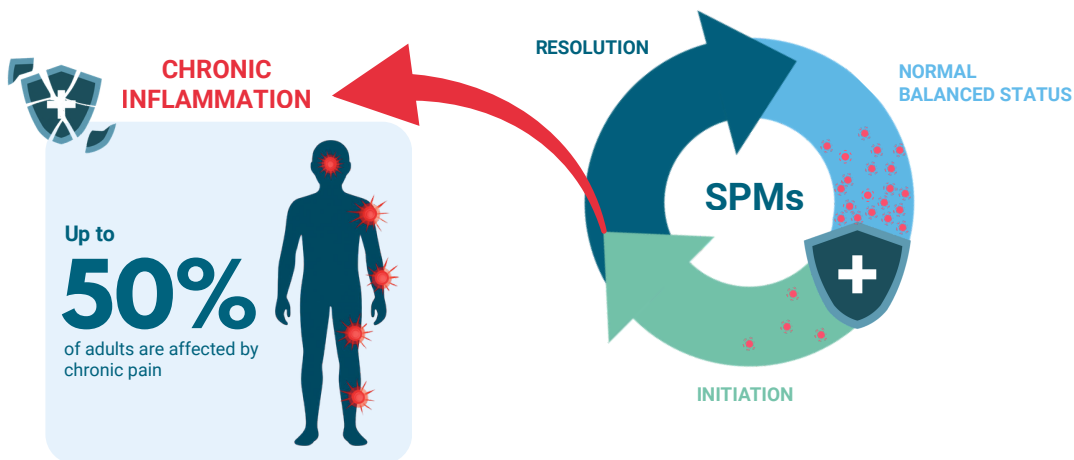 CHRONIC
INFLAMMATION
Up to
50%
of adults are affected by
chronic pain
RESOLUTION
NORMAL
BALANCED STATUS
SPMs
INITIATION